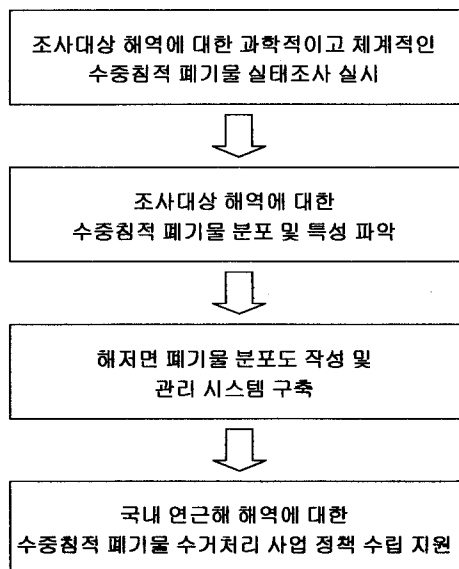 조사대상 해역에 대한 과학적이고 체계적인
수중침적 폐기물 실태조사 실시
조사대상 해역에 대한
수중침적 폐기물 분포 및 특성 파악
해저면 폐기물 분포도 작성 및
관리 시스템 구축
국내 연근해 해역에 대한
수중침적 폐기물 수거처리 사업 정책 수립 지원